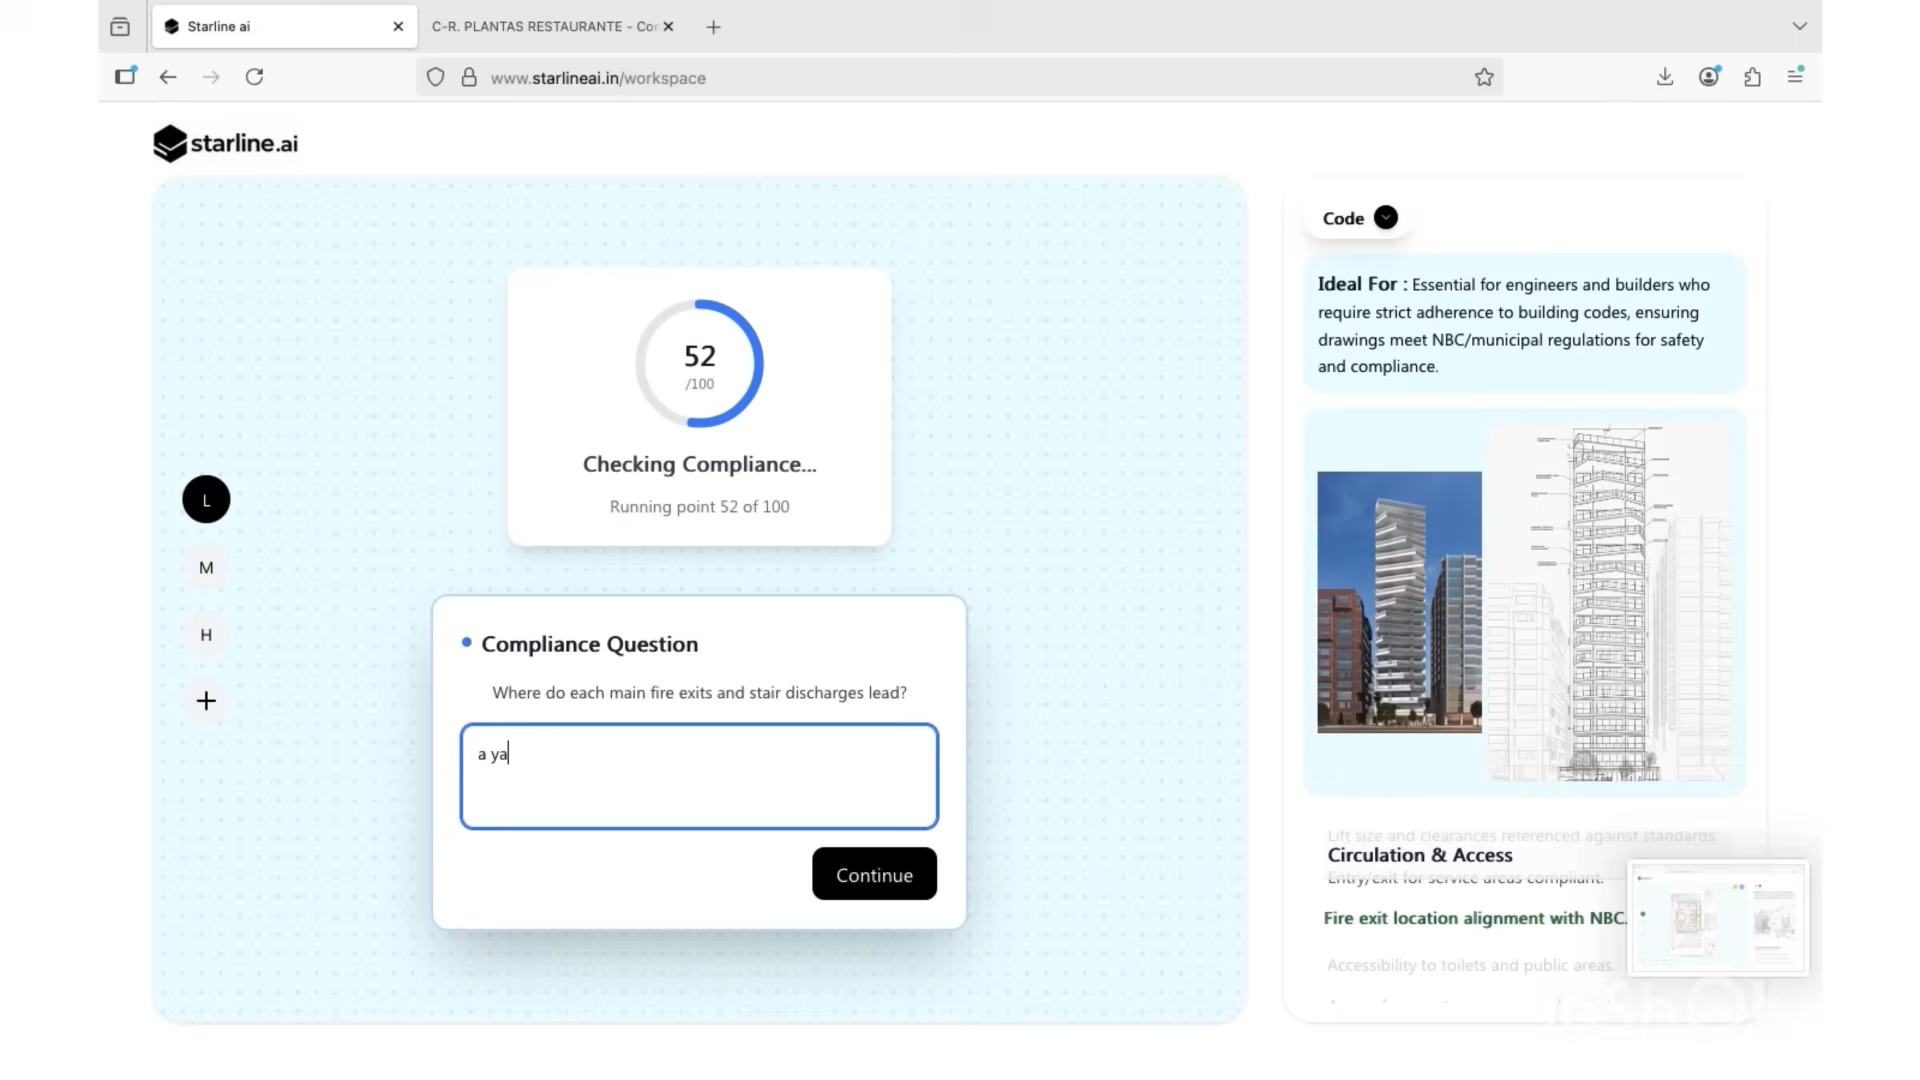 Starline ai
C-R. PLANTAS RESTAURANTE - Cor
www.starlineai.in/workspace
starline.ai
52
/100
Checking Compliance...
Running point 52 of 100
L
M
H
Compliance Question
Where do each main fire exits and stair discharges lead?
a ya
Continue
Code
Ideal For : Essential for engineers and builders who
require strict adherence to building codes, ensuring
drawings meet NBC/municipal regulations for safety
and compliance.
Lift size and clearances referenced against standards.
Circulation & Access
Entry/exit for service areas compliant.
Fire exit location alignment with NBC.
Accessibility to toilets and public areas.